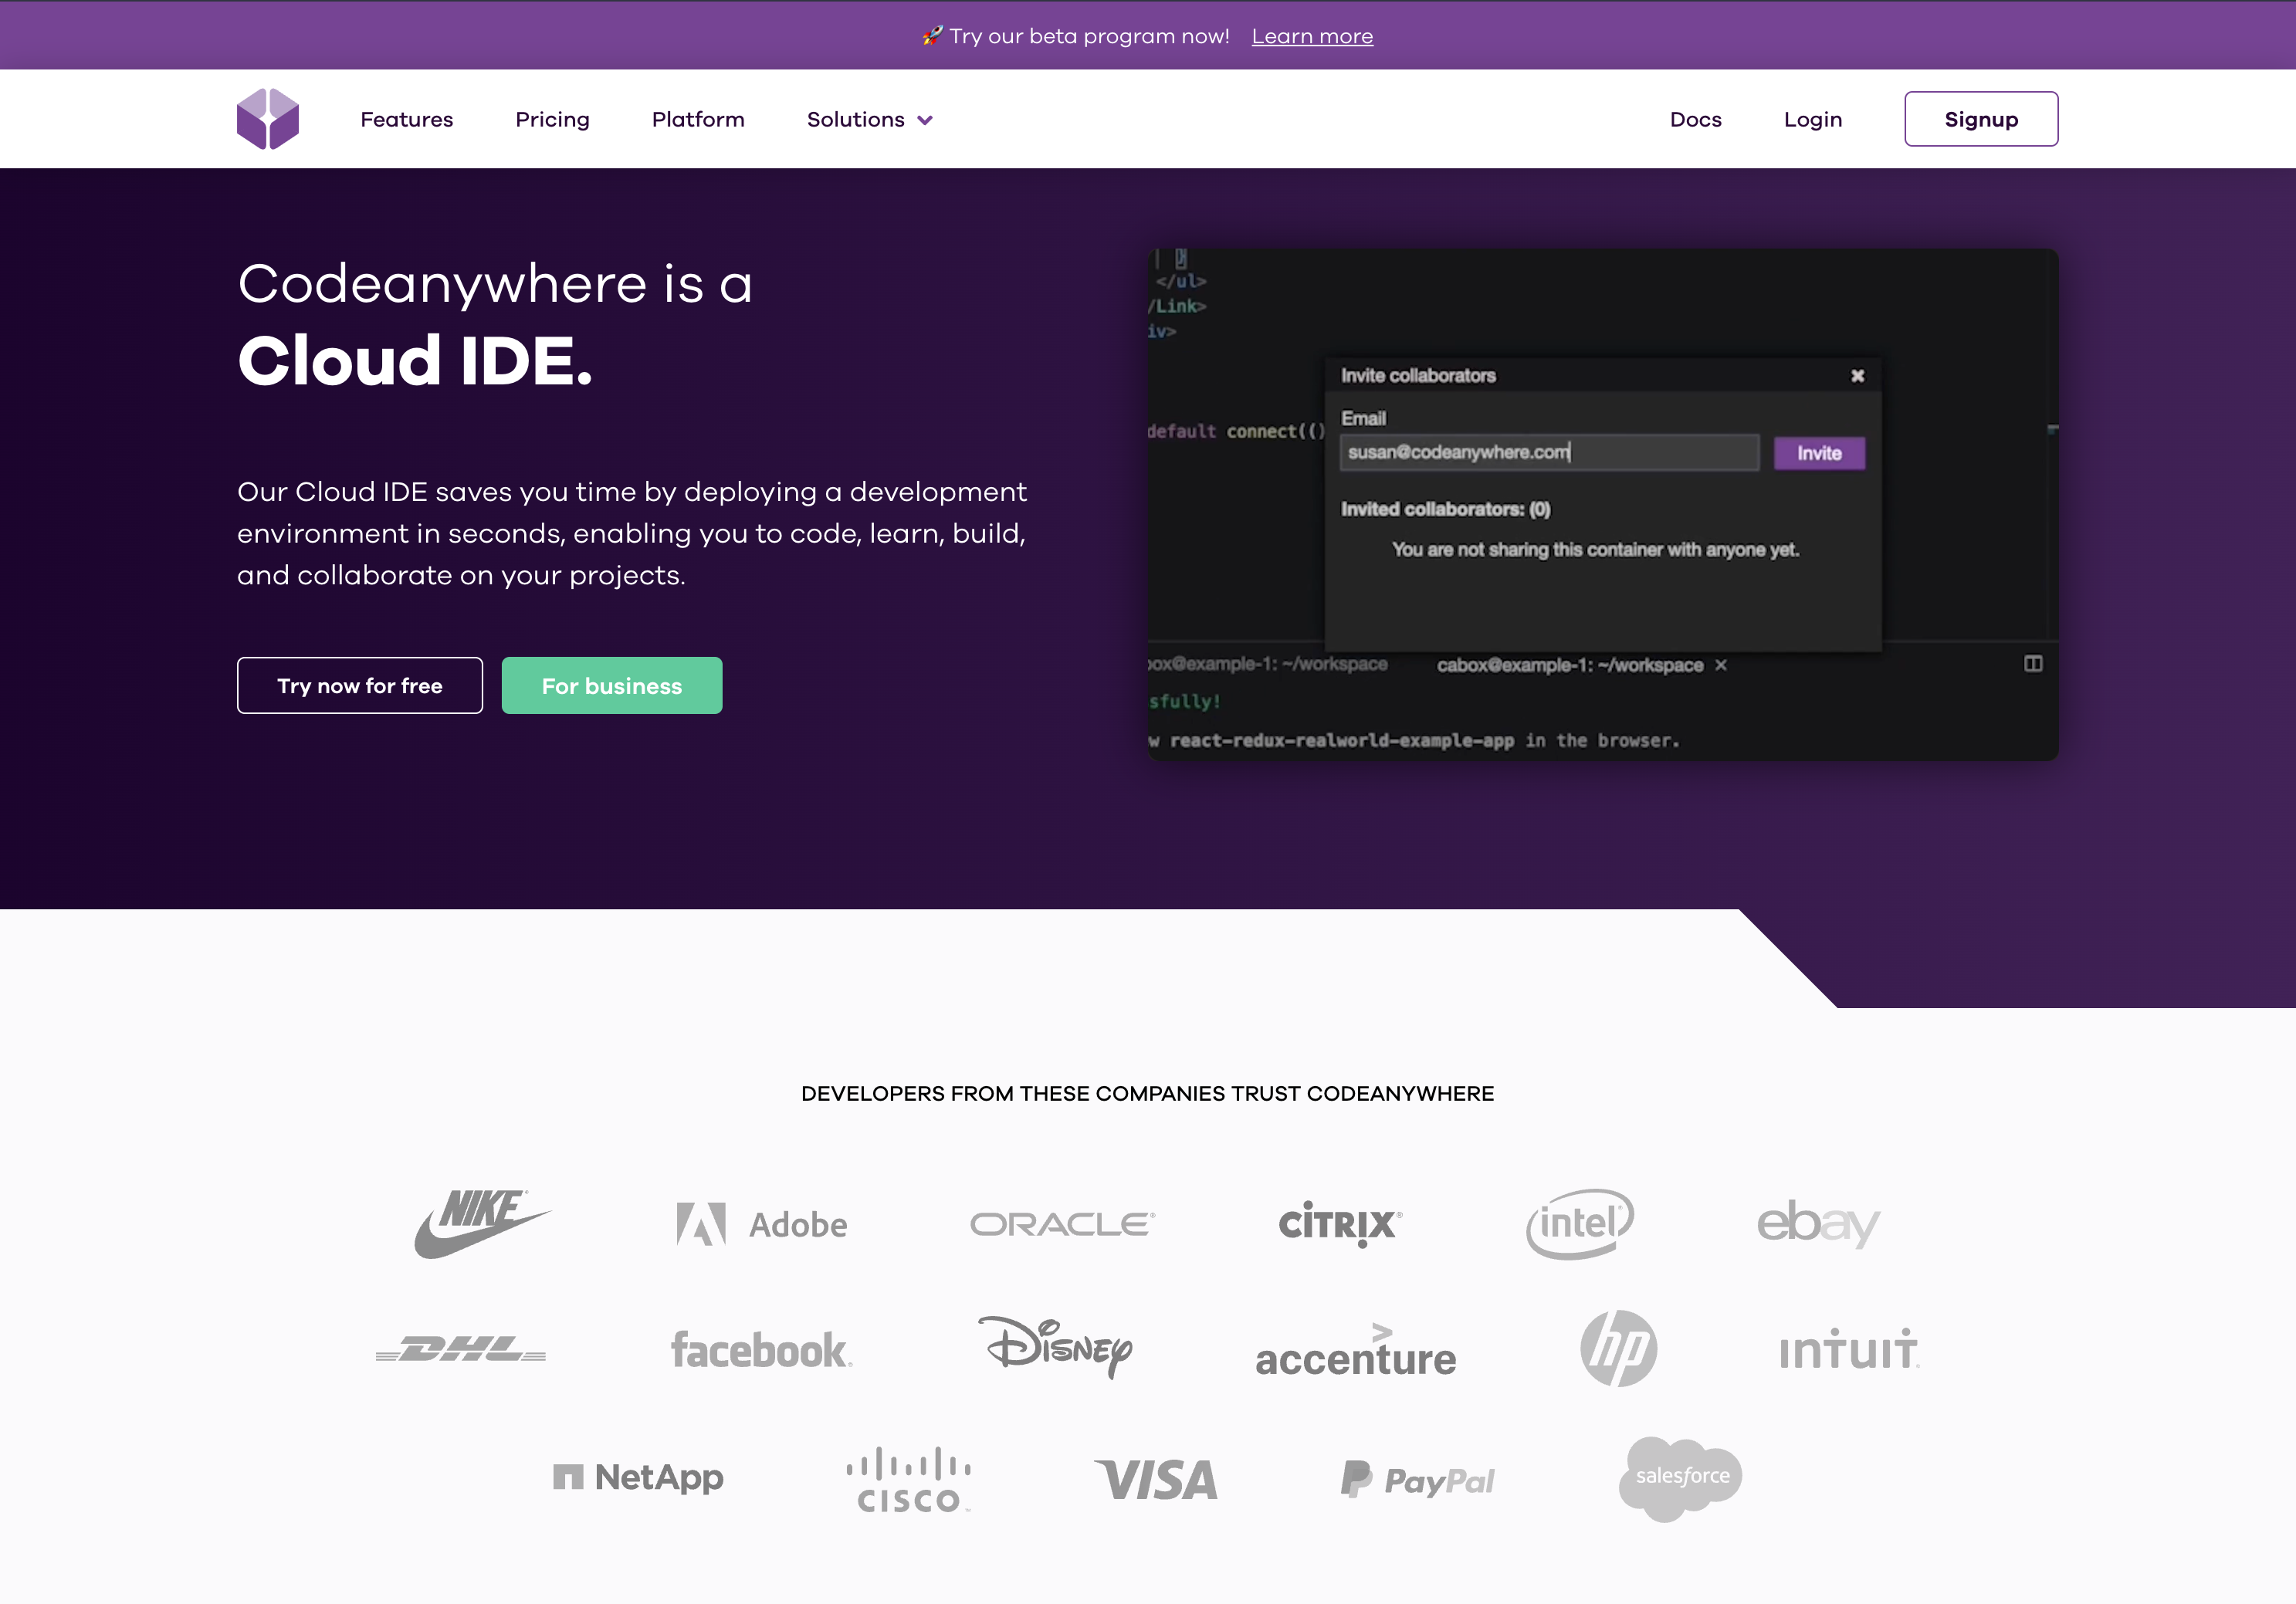 🚀 Try our beta program now! Learn more
Features Pricing Platform Solutions Docs Login Signup
Codeanywhere is a
Cloud IDE.
Our Cloud IDE saves you time by deploying a development
environment in seconds, enabling you to code, learn, build,
and collaborate on your projects.
Try now for free For business
| }
</ul>
/Link>
iv>
default connect(()
Invite collaborators ✖
Email
susan@codeanywhere.com Invite
Invited collaborators: (0)
You are not sharing this container with anyone yet.
box@example-1: ~/workspace cabox@example-1: ~/workspace ✕
sfully!
w react-redux-realworld-example-app in the browser.
DEVELOPERS FROM THESE COMPANIES TRUST CODEANYWHERE
NIKE Adobe ORACLE® CITRIX® intel ebay
DHL facebook® Disney accenture hp intuit
NetApp CISCO™ VISA PayPal salesforce